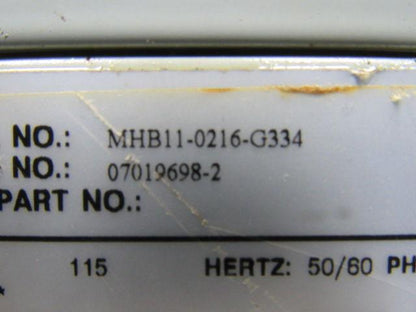 NO.: MHB11-0216-G334
NO.: 07019698-2
PART NO.:
115 HERTZ: 50/60 PH
*